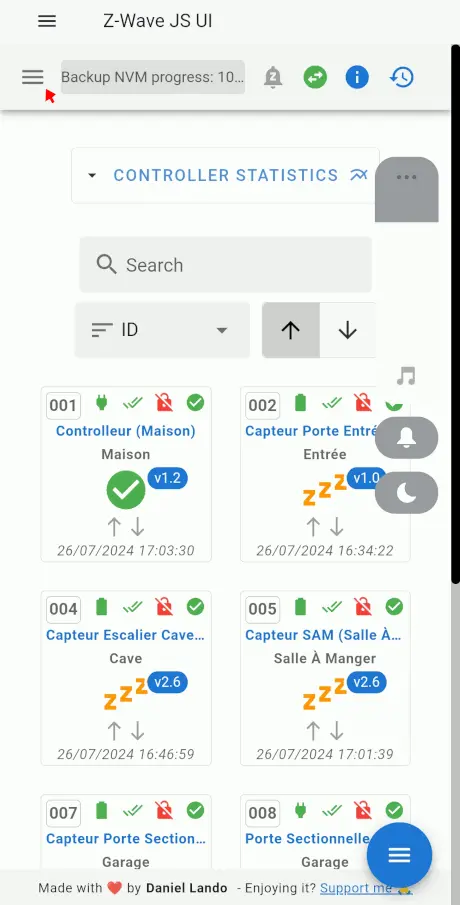 Z-Wave JS UI
Backup NVM progress: 10...
CONTROLLER STATISTICS
Search
ID
001
Controlleur (Maison)
Maison
v1.2
26/07/2024 17:03:30
002
Capteur Porte Entré
Entrée
v1.0
26/07/2024 16:34:22
004
Capteur Escalier Cave...
Cave
v2.6
26/07/2024 16:46:59
005
Capteur SAM (Salle À...
Salle À Manger
v2.6
26/07/2024 17:01:39
007
Capteur Porte Section...
Garage
008
Porte Sectionnelle
Garage
Made with ❤️ by Daniel Lando - Enjoying it? Support me 🙏